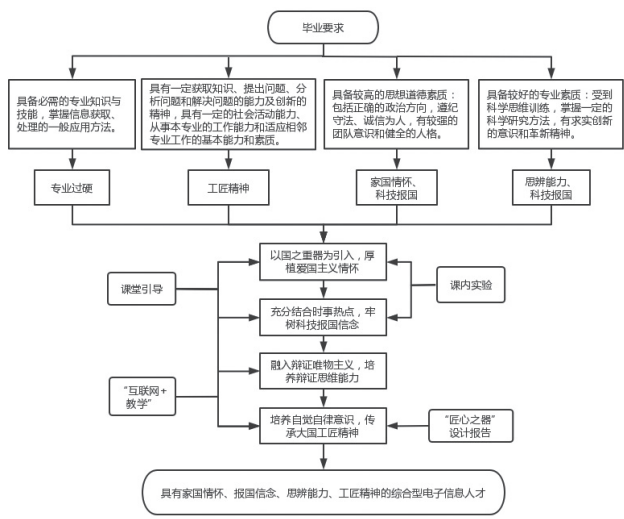 毕业要求
具备必需的专业知识与
技能，掌握信息获取、
处理的一般应用方法。
具有一定获取知识、提出问题、分
析问题和解决问题的能力及创新的
精神，具有一定的社会活动能力、
从事本专业的工作能力和适应相邻
专业工作的基本能力和素质。
具备较高的思想道德素质：
包括正确的政治方向，遵纪
守法、诚信为人，有较强的
团队意识和健全的人格。
具备较好的专业素质：受到
科学思维训练，掌握一定的
科学研究方法，有求实创新
的意识和革新精神。
专业过硬
工匠精神
家国情怀、
科技报国
思辨能力、
科技报国
以国之重器为引入，厚
植爱国主义情怀
课堂引导
课内实验
充分结合时事热点，牢
树科技报国信念
融入辩证唯物主义，培
养辩证思维能力
“互联网+
教学”
培养自觉自律意识，传
承大国工匠精神
“匠心之器”
设计报告
具有家国情怀、报国信念、思辨能力、工匠精神的综合型电子信息人才